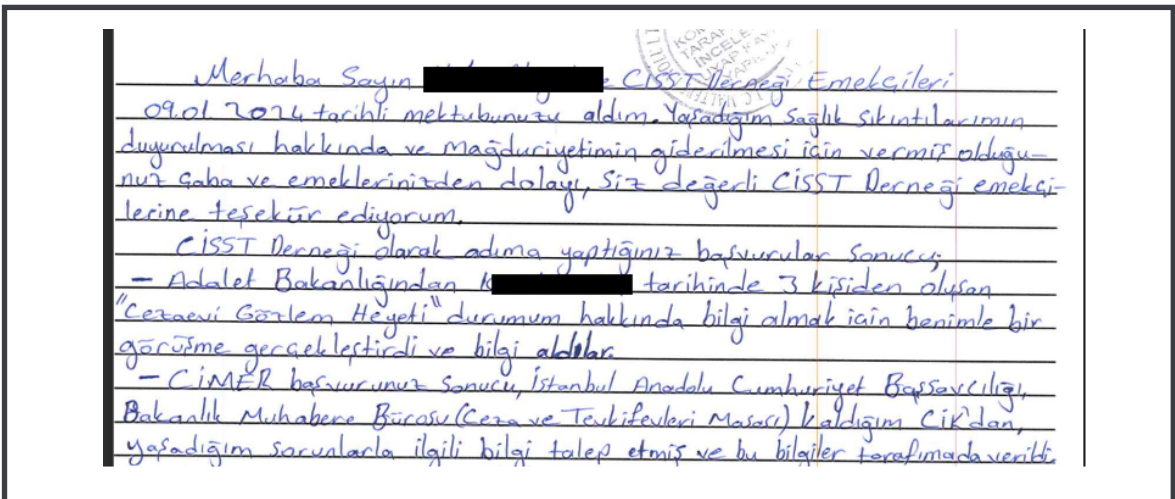 Merhaba Sayın CİSST Derneği Emekçileri
09.01 2024 tarihli mektubunuzu aldım. Yaşadığım Sağlık Sıkıntılarımın
duyurulması hakkında ve mağduriyetimin giderilmesi için vermiş olduğu-
nuz çaba ve emeklerinizden dolayı, Siz değerli CİSST Derneği emekçi-
lerine teşekür ediyorum.
CİSST Derneği olarak adıma yaptığınız başvurular Sonucu;
– Adalet Bakanlığından tarihinde 3 kişiden oluşan
"Cezaevi Gözlem Heyeti" durumum hakkında bilgi almak için benimle bir
görüşme gerçekleştirdi ve bilgi aldılar.
– CİMER başvurunuz Sonucu, İstanbul Anadolu Cumhuriyet Başsavcılığı,
Bakanlık Muhabere Bürosu (Ceza ve Tevkifevleri Masası) kaldığım CİK'dan,
yaşadığım sorunlarla ilgili bilgi talep etmiş ve bu bilgiler tarafımada verildi.